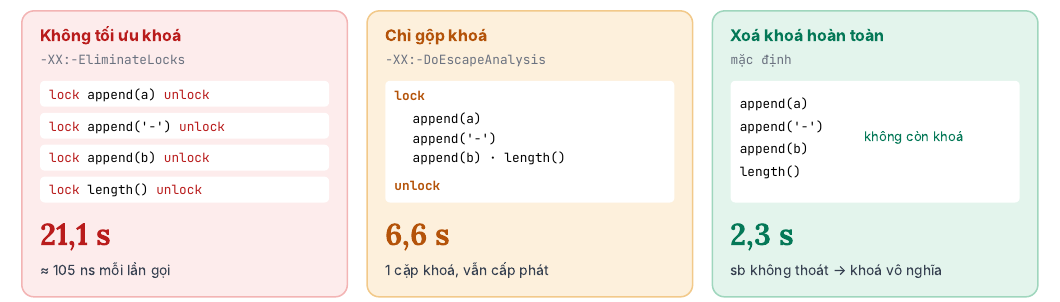 Không tối ưu khoá
-XX:-EliminateLocks
lock append(a) unlock
lock append('-') unlock
lock append(b) unlock
lock length() unlock
21,1 s
≈ 105 ns mỗi lần gọi
Chỉ gộp khoá
-XX:-DoEscapeAnalysis
lock
append(a)
append('-')
append(b) · length()
unlock
6,6 s
1 cặp khoá, vẫn cấp phát
Xoá khoá hoàn toàn
mặc định
append(a)
append('-')
append(b)
length()
không còn khoá
2,3 s
sb không thoát → khoá vô nghĩa